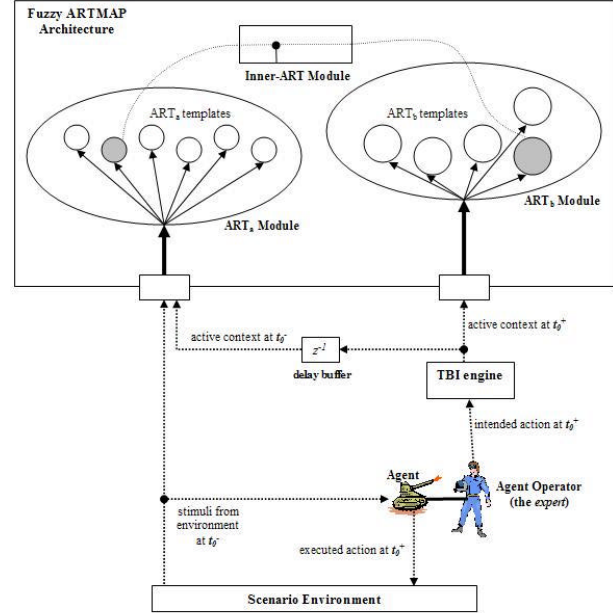 Fuzzy ARTMAP
Architecture
Inner-ART Module
ARTa templates
ARTb templates
ARTa Module
ARTb Module
active context at t0-
z-1
delay buffer
active context at t0+
TBI engine
intended action at t0+
Agent
Agent Operator
(the expert)
stimuli from
environment
at t0-
executed action at t0+
Scenario Environment